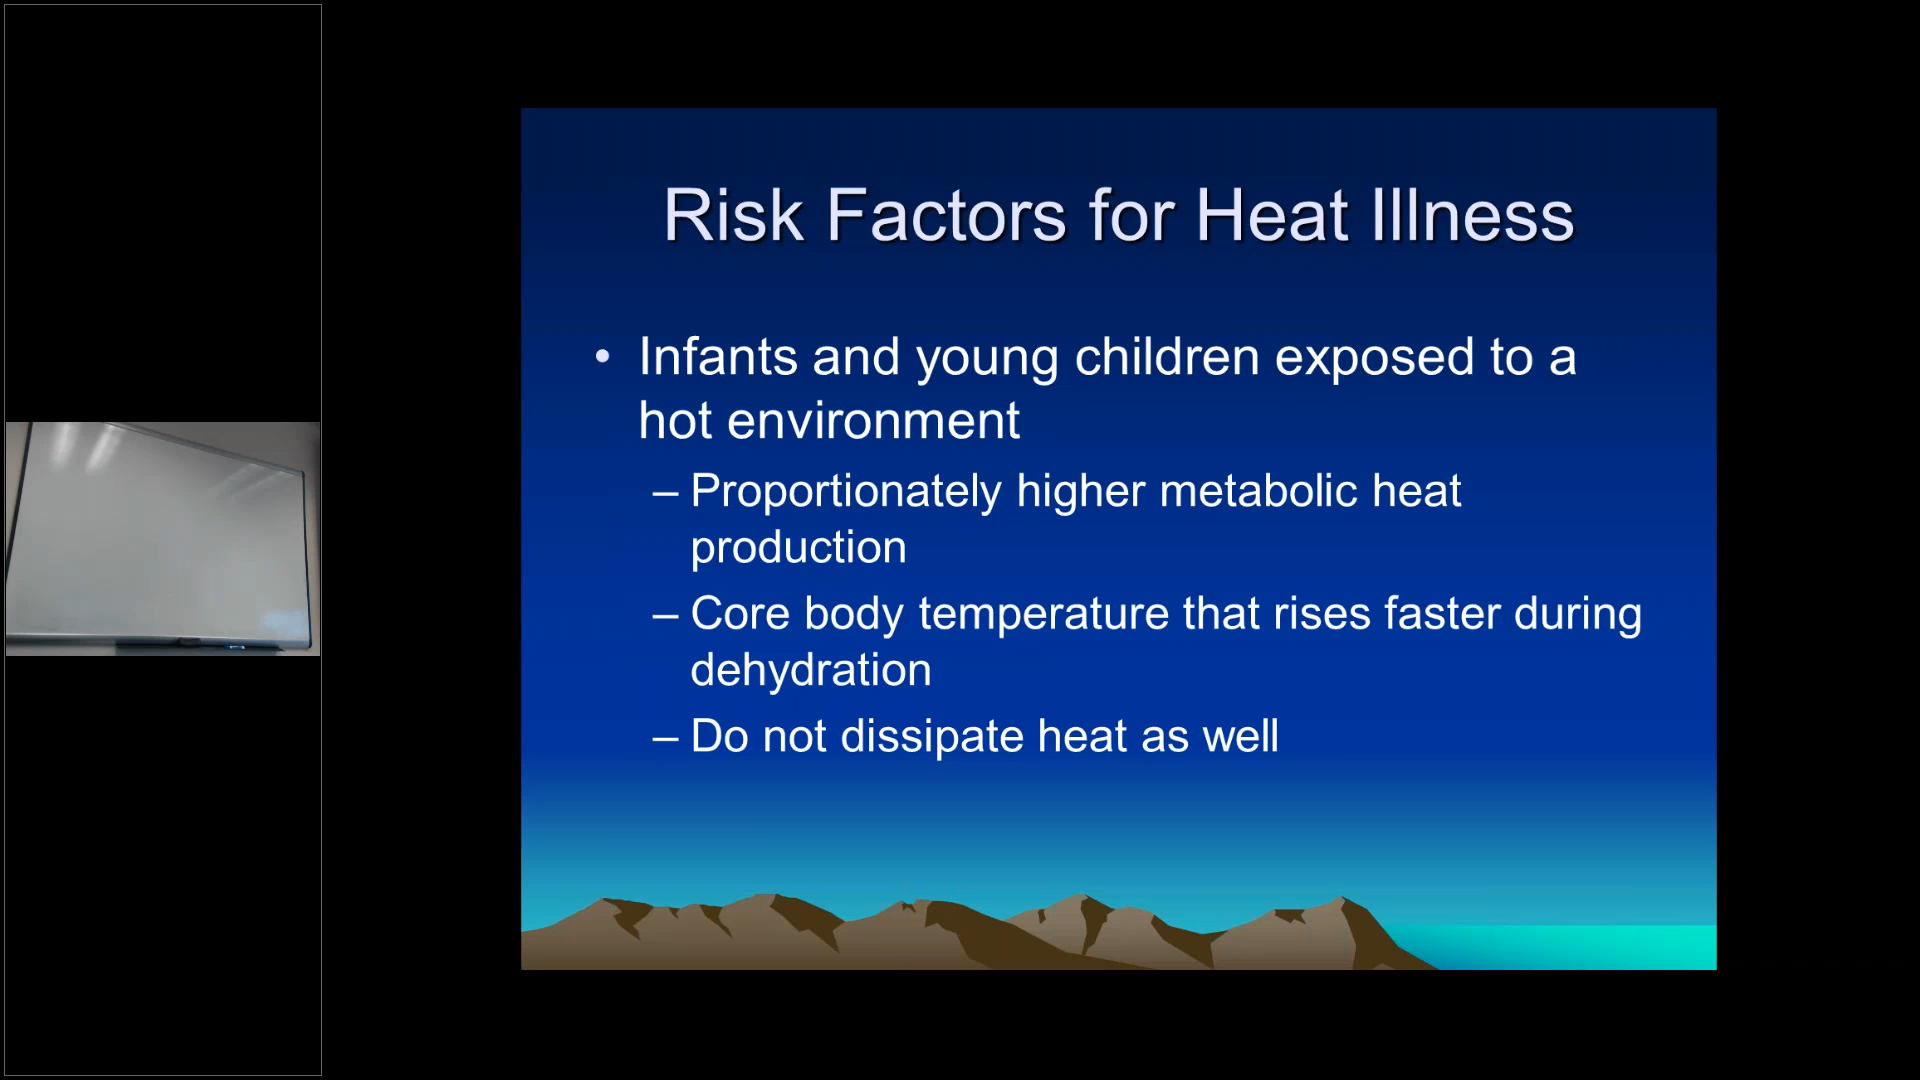 Risk Factors for Heat Illness
• Infants and young children exposed to a
hot environment
– Proportionately higher metabolic heat
production
– Core body temperature that rises faster during
dehydration
– Do not dissipate heat as well